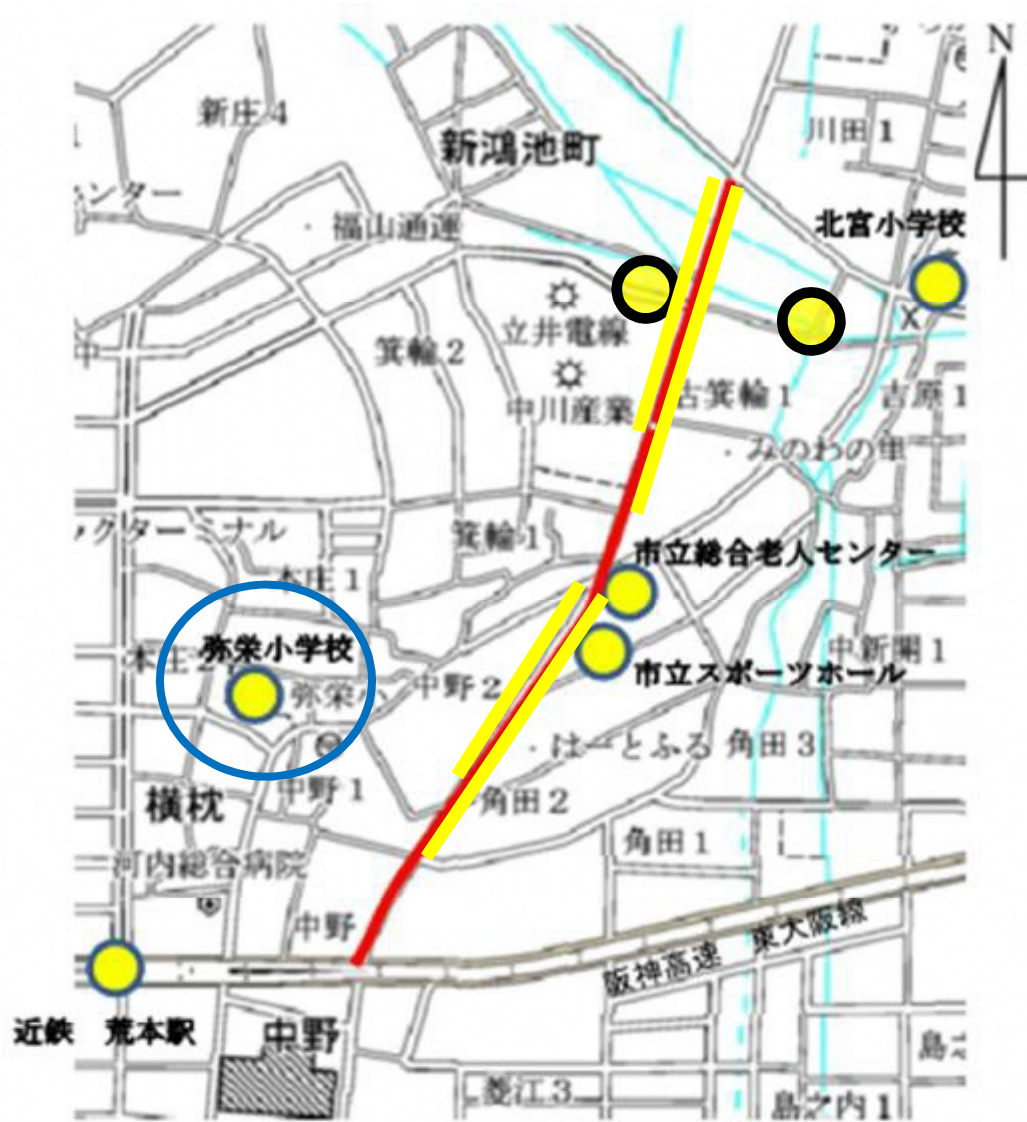 N
新庄4
新鴻池町
川田1
ンター
福山通運
北宮小学校
立井電線
箕輪2
中
X
中川産業
古箕輪1
吉原1
みのわの里
クターミナル
箕輪1
市立総合老人センター
本庄1
弥栄小学校
本庄2
中新開1
弥栄小
中野2
市立スポーツホール
はーとふる
角田3
中野1
横枕
角田2
角田1
河内総合病院
中野
東大阪線
阪神高速
近鉄 荒本駅
中野
菱江3
島之内1